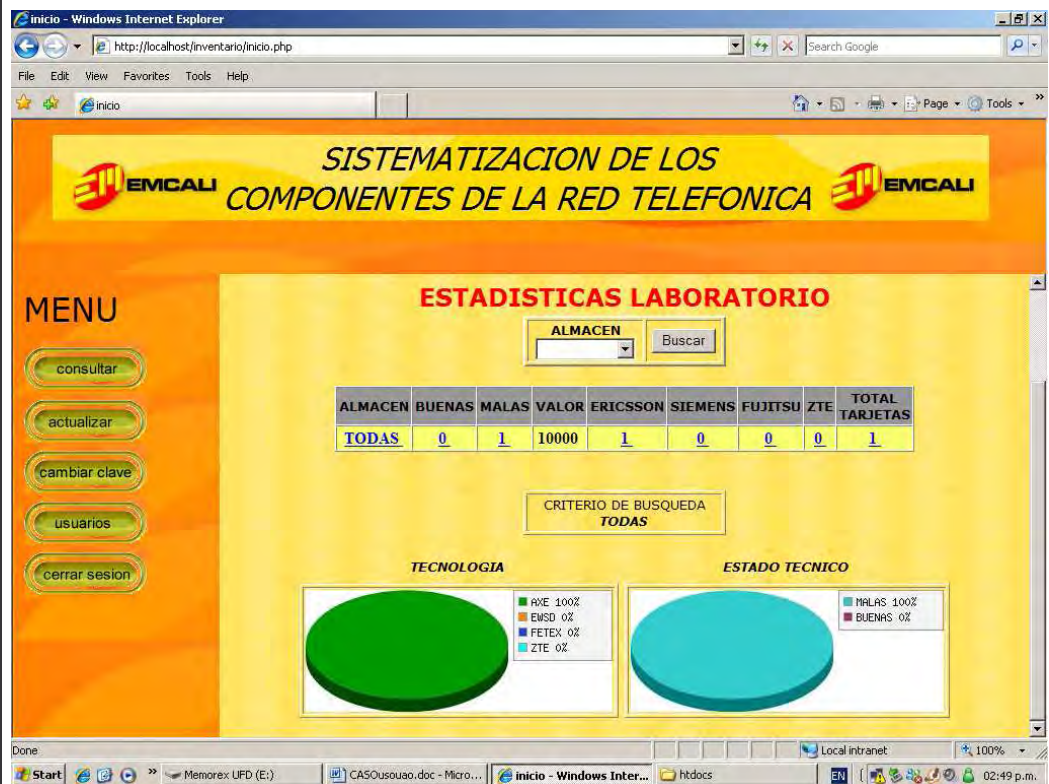 inicio - Windows Internet Explorer
http://localhost/inventario/inicio.php
Search Google
File Edit View Favorites Tools Help
inicio
Page Tools
SISTEMATIZACION DE LOS
COMPONENTES DE LA RED TELEFONICA
EMCALI
EMCALI
MENU
consultar
actualizar
cambiar clave
usuarios
cerrar sesion
ESTADISTICAS LABORATORIO
ALMACEN
Buscar
ALMACEN BUENAS MALAS VALOR ERICSSON SIEMENS FUJITSU ZTE TOTAL TARJETAS
TODAS 0 1 10000 1 0 0 0 1
CRITERIO DE BUSQUEDA
TODAS
TECNOLOGIA
AXE 100%
EWSD 0%
FETEX 0%
ZTE 0%
ESTADO TECNICO
MALAS 100%
BUENAS 0%
Done
Local intranet
100%
Start
Memorex UFD (E:)
CASOusouao.doc - Micro...
inicio - Windows Inter...
htdocs
EN
02:49 p.m.